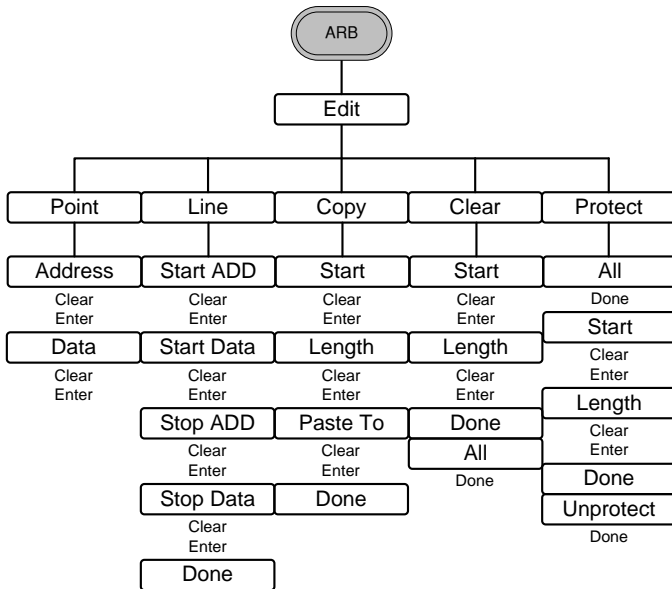 ARB
Edit
Point
Line
Copy
Clear
Protect
Address
Clear
Enter
Data
Clear
Enter
Start ADD
Clear
Enter
Start Data
Clear
Enter
Stop ADD
Clear
Enter
Stop Data
Clear
Enter
Done
Start
Clear
Enter
Length
Clear
Enter
Paste To
Clear
Enter
Done
Start
Clear
Enter
Length
Clear
Enter
Done
All
Done
All
Done
Start
Clear
Enter
Length
Clear
Enter
Done
Unprotect
Done